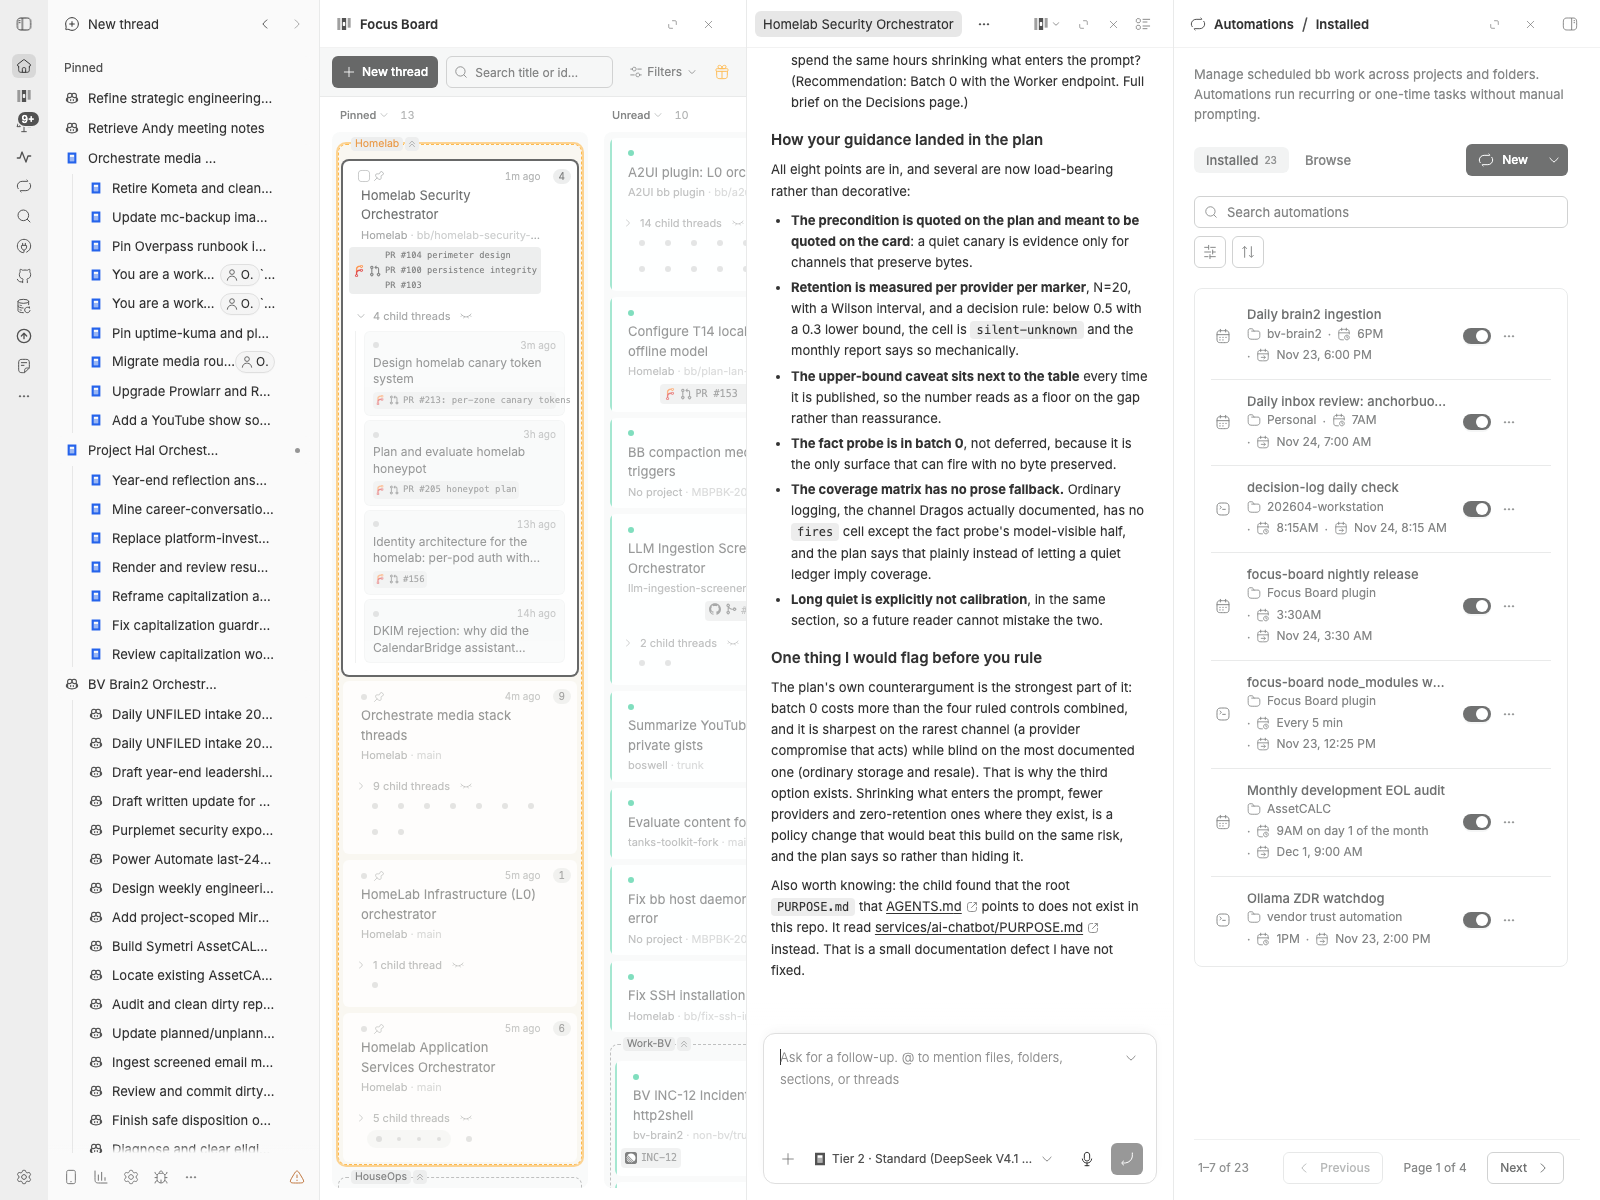 New thread
Pinned
Refine strategic engineering...
Retrieve Andy meeting notes
Orchestrate media ...
Retire Kometa and clean...
Update mc-backup ima...
Pin Overpass runbook i...
You are a work... O. `...
You are a work... O. `...
Pin uptime-kuma and pl...
Migrate media rou... O.
Upgrade Prowlarr and R...
Add a YouTube show so...
Project Hal Orchest...
Year-end reflection ans...
Mine career-conversatio...
Replace platform-invest...
Render and review resu...
Reframe capitalization a...
Fix capitalization guardr...
Review capitalization wo...
BV Brain2 Orchestr...
Daily UNFILED intake 20...
Daily UNFILED intake 20...
Draft year-end leadershi...
Draft written update for ...
Purplemet security expo...
Power Automate last-24...
Design weekly engineeri...
Add project-scoped Mir...
Build Symetri AssetCAL...
Locate existing AssetCA...
Audit and clean dirty rep...
Update planned/unplann...
Ingest screened email m...
Review and commit dirty...
Finish safe disposition o...
Diagnose and clear eligi...
9+
Focus Board
New thread
Search title or id...
Filters
Pinned 13
Homelab
1m ago 4
Homelab Security
Orchestrator
Homelab · bb/homelab-security-...
PR #104 perimeter design
PR #100 persistence integrity
PR #103
4 child threads
3m ago
Design homelab canary token
system
PR #213: per-zone canary tokens
3h ago
Plan and evaluate homelab
honeypot
PR #205 honeypot plan
13h ago
Identity architecture for the
homelab: per-pod auth with...
#156
14h ago
DKIM rejection: why did the
CalendarBridge assistant...
4m ago 9
Orchestrate media stack
threads
Homelab · main
9 child threads
5m ago 1
HomeLab Infrastructure (L0)
orchestrator
Homelab · main
1 child thread
5m ago 6
Homelab Application
Services Orchestrator
Homelab · main
5 child threads
HouseOps
Unread 10
A2UI plugin: L0 orc
A2UI bb plugin · bb/a2
14 child threads
Configure T14 local
offline model
Homelab · bb/plan-lan-
PR #153
BB compaction med
triggers
No project · MBPBK-20
LLM Ingestion Scre
Orchestrator
llm-ingestion-screener
#
2 child threads
Summarize YouTub
private gists
boswell · trunk
Evaluate content fo
tanks-toolkit-fork · mai
Fix bb host daemon
error
No project · MBPBK-20
Fix SSH installation
Homelab · bb/fix-ssh-i
Work-BV
BV INC-12 Inciden
http2shell
bv-brain2 · non-bv/tru
INC-12
Homelab Security Orchestrator
spend the same hours shrinking what enters the prompt?
(Recommendation: Batch 0 with the Worker endpoint. Full
brief on the Decisions page.)
How your guidance landed in the plan
All eight points are in, and several are now load-bearing
rather than decorative:
• The precondition is quoted on the plan and meant to be
quoted on the card: a quiet canary is evidence only for
channels that preserve bytes.
• Retention is measured per provider per marker, N=20,
with a Wilson interval, and a decision rule: below 0.5 with
a 0.3 lower bound, the cell is silent-unknown and the
monthly report says so mechanically.
• The upper-bound caveat sits next to the table every time
it is published, so the number reads as a floor on the gap
rather than reassurance.
• The fact probe is in batch 0, not deferred, because it is
the only surface that can fire with no byte preserved.
• The coverage matrix has no prose fallback. Ordinary
logging, the channel Dragos actually documented, has no
fires cell except the fact probe's model-visible half,
and the plan says that plainly instead of letting a quiet
ledger imply coverage.
• Long quiet is explicitly not calibration, in the same
section, so a future reader cannot mistake the two.
One thing I would flag before you rule
The plan's own counterargument is the strongest part of it:
batch 0 costs more than the four ruled controls combined,
and it is sharpest on the rarest channel (a provider
compromise that acts) while blind on the most documented
one (ordinary storage and resale). That is why the third
option exists. Shrinking what enters the prompt, fewer
providers and zero-retention ones where they exist, is a
policy change that would beat this build on the same risk,
and the plan says so rather than hiding it.
Also worth knowing: the child found that the root
PURPOSE.md that AGENTS.md points to does not exist in
this repo. It read services/ai-chatbot/PURPOSE.md
instead. That is a small documentation defect I have not
fixed.
Ask for a follow-up. @ to mention files, folders,
sections, or threads
Tier 2 · Standard (DeepSeek V4.1 ...
Automations / Installed
Manage scheduled bb work across projects and folders.
Automations run recurring or one-time tasks without manual
prompting.
Installed 23 Browse
New
Search automations
Daily brain2 ingestion
bv-brain2 · 6PM
· Nov 23, 6:00 PM
Daily inbox review: anchorbuo...
Personal · 7AM
· Nov 24, 7:00 AM
decision-log daily check
202604-workstation
· 8:15AM · Nov 24, 8:15 AM
focus-board nightly release
Focus Board plugin
· 3:30AM
· Nov 24, 3:30 AM
focus-board node_modules w...
Focus Board plugin
· Every 5 min
· Nov 23, 12:25 PM
Monthly development EOL audit
AssetCALC
· 9AM on day 1 of the month
· Dec 1, 9:00 AM
Ollama ZDR watchdog
vendor trust automation
· 1PM · Nov 23, 2:00 PM
1–7 of 23 Previous Page 1 of 4 Next